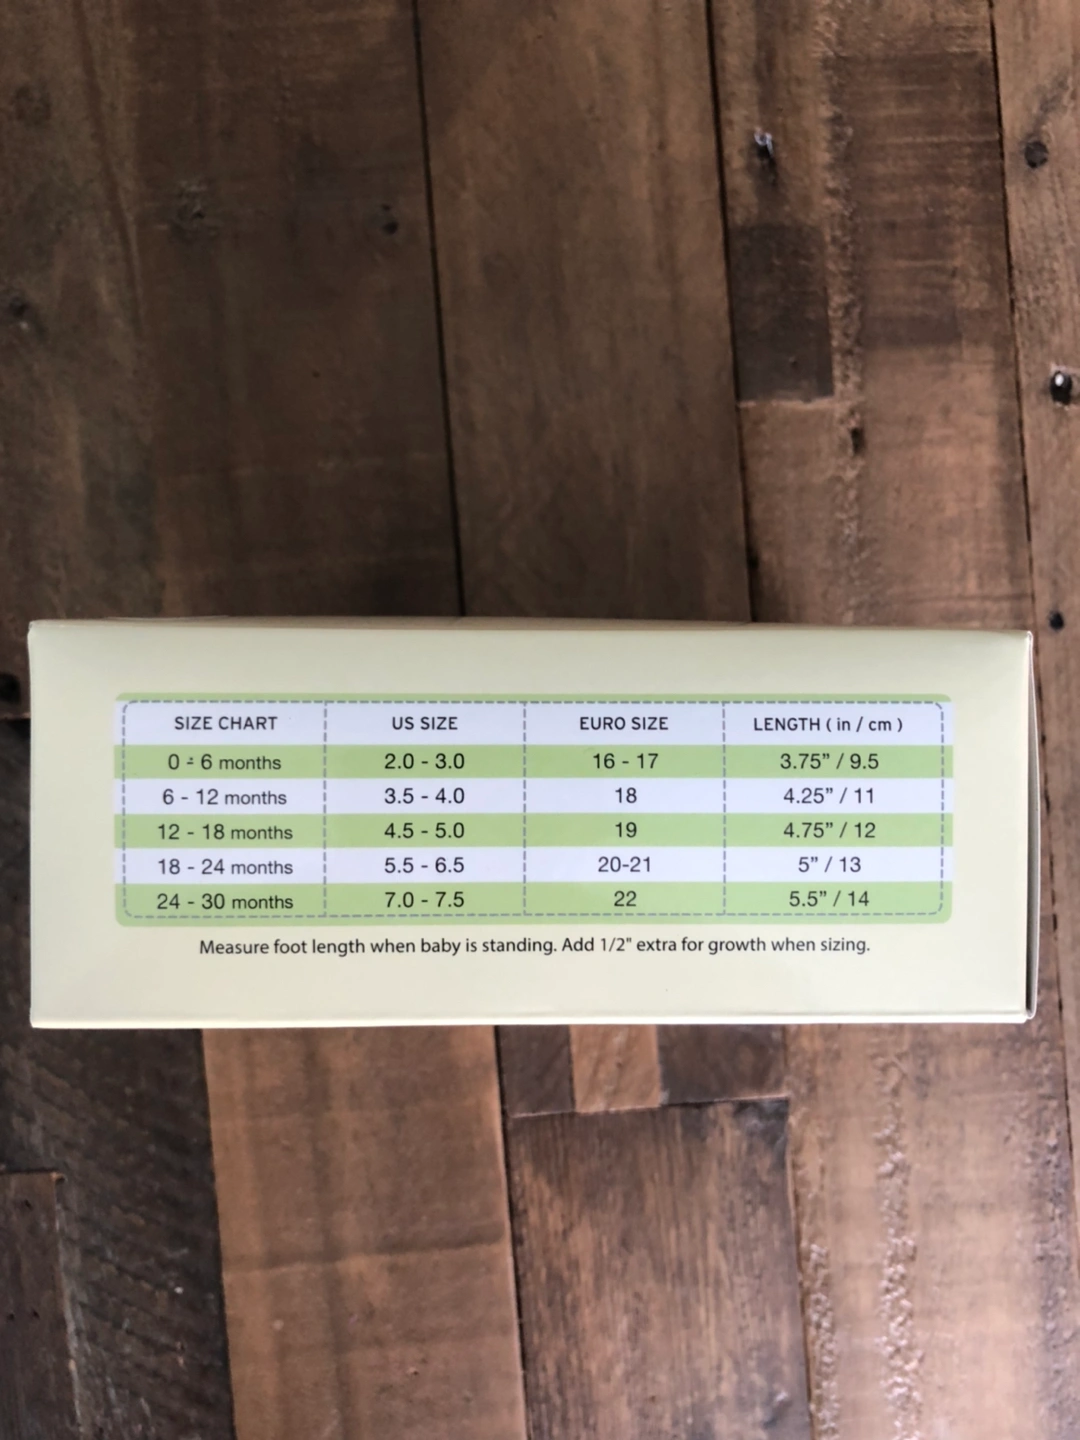 SIZE CHART US SIZE EURO SIZE LENGTH ( in / cm )
0 - 6 months 2.0 - 3.0 16 - 17 3.75” / 9.5
6 - 12 months 3.5 - 4.0 18 4.25” / 11
12 - 18 months 4.5 - 5.0 19 4.75” / 12
18 - 24 months 5.5 - 6.5 20-21 5” / 13
24 - 30 months 7.0 - 7.5 22 5.5” / 14
Measure foot length when baby is standing. Add 1/2" extra for growth when sizing.